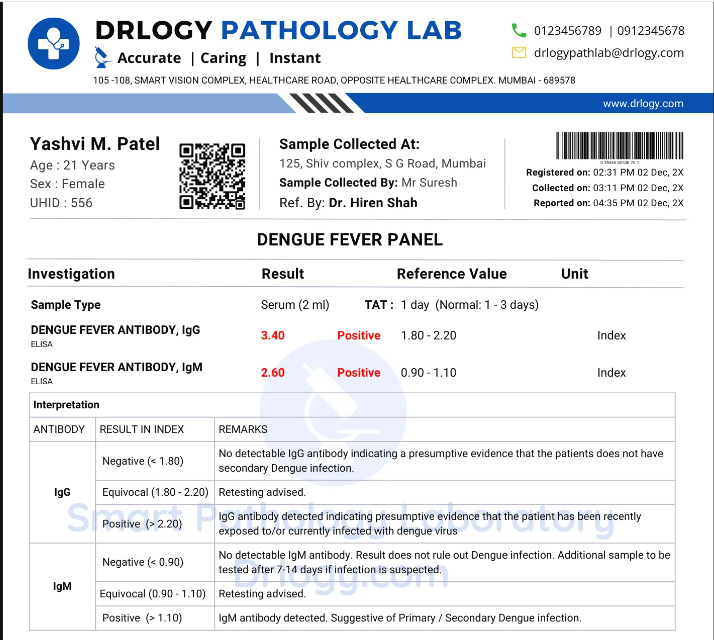 DRLOGY PATHOLOGY LAB
Accurate | Caring | Instant
0123456789 | 0912345678
drlogypathlab@drlogy.com
105 -108, SMART VISION COMPLEX, HEALTHCARE ROAD, OPPOSITE HEALTHCARE COMPLEX. MUMBAI - 689578
www.drlogy.com
Yashvi M. Patel
Age : 21 Years
Sex : Female
UHID : 556
Sample Collected At:
125, Shiv complex, S G Road, Mumbai
Sample Collected By: Mr Suresh
Ref. By: Dr. Hiren Shah
Registered on: 02:31 PM 02 Dec, 2X
Collected on: 03:11 PM 02 Dec, 2X
Reported on: 04:35 PM 02 Dec, 2X
DENGUE FEVER PANEL
Investigation Result Reference Value Unit
Sample Type Serum (2 ml) TAT : 1 day (Normal: 1 - 3 days)
DENGUE FEVER ANTIBODY, IgG 3.40 Positive 1.80 - 2.20 Index
ELISA
DENGUE FEVER ANTIBODY, IgM 2.60 Positive 0.90 - 1.10 Index
ELISA
Interpretation
ANTIBODY RESULT IN INDEX REMARKS
IgG
Negative (< 1.80) No detectable IgG antibody indicating a presumptive evidence that the patients does not have
secondary Dengue infection.
Equivocal (1.80 - 2.20) Retesting advised.
Positive (> 2.20) IgG antibody detected indicating presumptive evidence that the patient has been recently
exposed to/or currently infected with dengue virus
IgM
Negative (< 0.90) No detectable IgM antibody. Result does not rule out Dengue infection. Additional sample to be
tested after 7-14 days if infection is suspected.
Equivocal (0.90 - 1.10) Retesting advised.
Positive (> 1.10) IgM antibody detected. Suggestive of Primary / Secondary Dengue infection.
Smart Pathology Laboratory
Drlogy.com